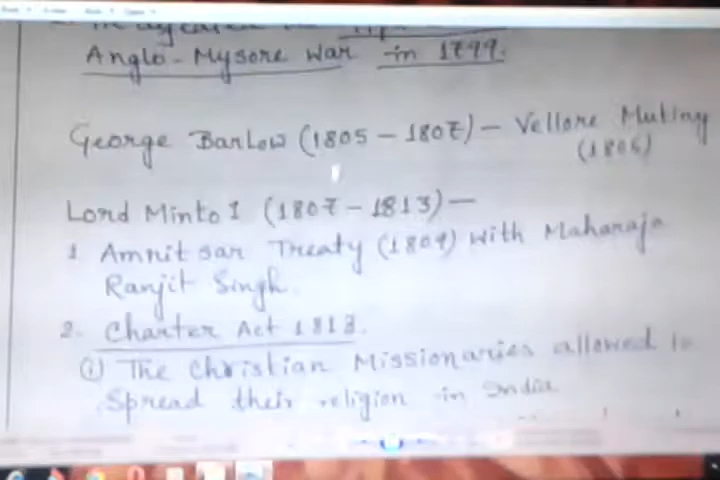 Anglo-Mysore War in 1799.
George Barlow (1805 - 1807) - Vellore Mutiny
(1806)
Lord Minto I (1807 - 1813) -
1 Amritsar Treaty (1809) with Maharaja
Ranjit Singh.
2. Charter Act 1813.
① The Christian Missionaries allowed to
Spread their religion in India